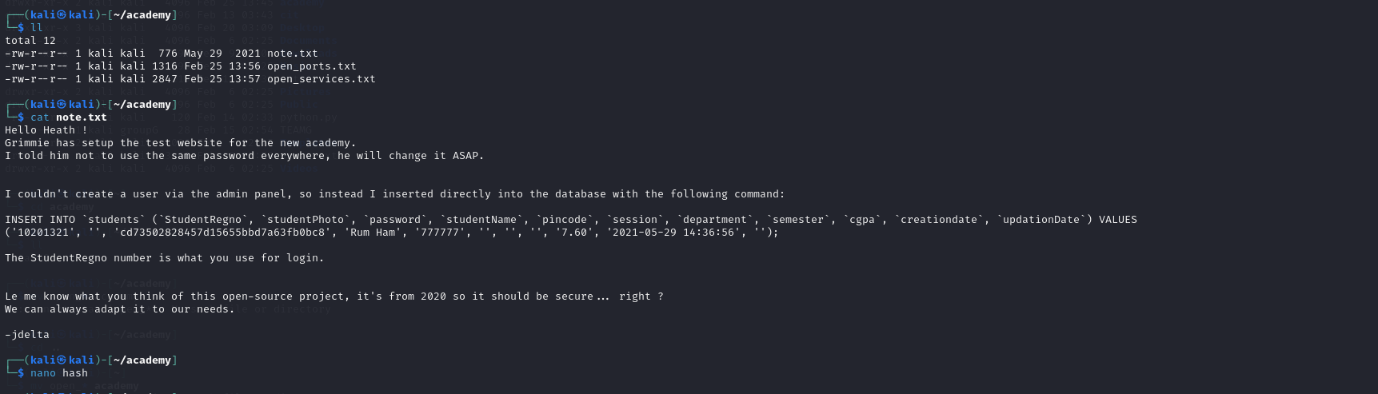 ┌──(kali㉿kali)-[~/academy]
└─$ ll
total 12
-rw-r--r-- 1 kali kali  776 May 29  2021 note.txt
-rw-r--r-- 1 kali kali 1316 Feb 25 13:56 open_ports.txt
-rw-r--r-- 1 kali kali 2847 Feb 25 13:57 open_services.txt
┌──(kali㉿kali)-[~/academy]
└─$ cat note.txt
Hello Heath !
Grimmie has setup the test website for the new academy.
I told him not to use the same password everywhere, he will change it ASAP.
I couldn't create a user via the admin panel, so instead I inserted directly into the database with the following command:
INSERT INTO `students` (`StudentRegno`, `studentPhoto`, `password`, `studentName`, `pincode`, `session`, `department`, `semester`, `cgpa`, `creationdate`, `updationDate`) VALUES
('10201321', '', 'cd73502828457d15655bbd7a63fb0bc8', 'Rum Ham', '777777', '', '', '', '7.60', '2021-05-29 14:36:56', '');
The StudentRegno number is what you use for login.
Le me know what you think of this open-source project, it's from 2020 so it should be secure... right ?
We can always adapt it to our needs.
-jdelta
┌──(kali㉿kali)-[~/academy]
└─$ nano hash